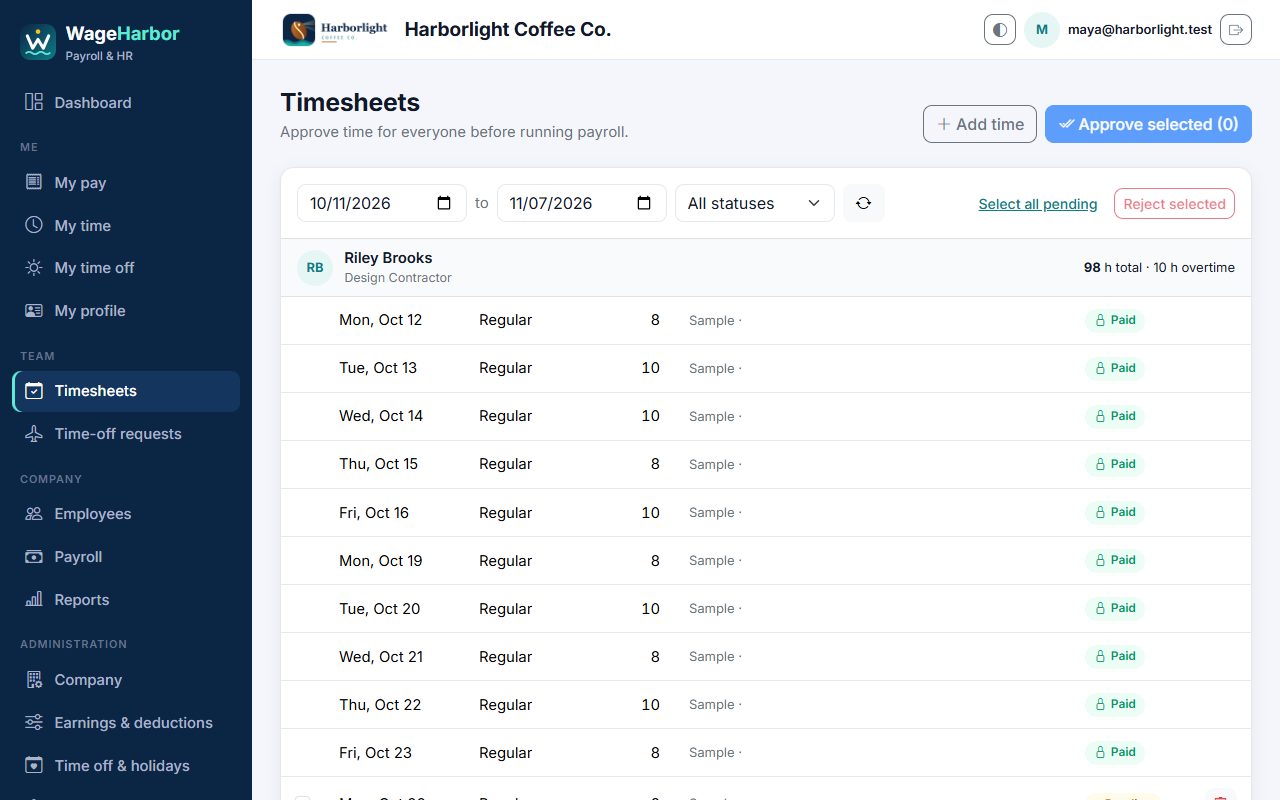 WageHarbor
Payroll & HR
Dashboard
ME
My pay
My time
My time off
My profile
TEAM
Timesheets
Time-off requests
COMPANY
Employees
Payroll
Reports
ADMINISTRATION
Company
Earnings & deductions
Time off & holidays
Harborlight
COFFEE CO.
Harborlight Coffee Co.
M
maya@harborlight.test
Timesheets
Approve time for everyone before running payroll.
Add time
Approve selected (0)
10/11/2026 to 11/07/2026 All statuses
Select all pending
Reject selected
RB
Riley Brooks
Design Contractor
98 h total · 10 h overtime
Mon, Oct 12 Regular 8 Sample · Paid
Tue, Oct 13 Regular 10 Sample · Paid
Wed, Oct 14 Regular 10 Sample · Paid
Thu, Oct 15 Regular 8 Sample · Paid
Fri, Oct 16 Regular 10 Sample · Paid
Mon, Oct 19 Regular 8 Sample · Paid
Tue, Oct 20 Regular 10 Sample · Paid
Wed, Oct 21 Regular 8 Sample · Paid
Thu, Oct 22 Regular 10 Sample · Paid
Fri, Oct 23 Regular 8 Sample · Paid